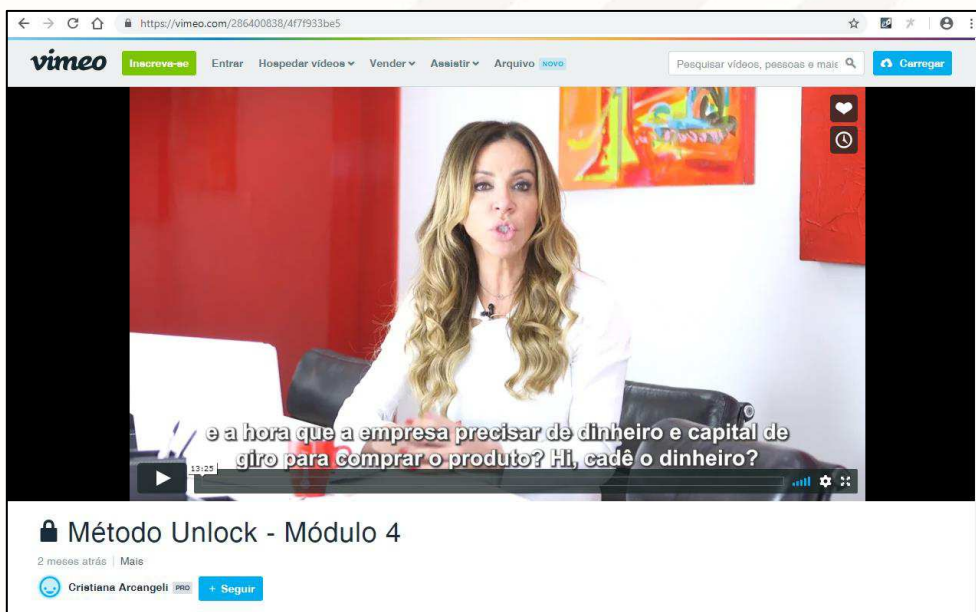 https://vimeo.com/286400838/4f7f933be5
vimeo Inscreva-se Entrar Hospedar vídeos Vender Assistir Arquivo NOVO Pesquisar vídeos, pessoas e mais Carregar
e a hora que a empresa precisar de dinheiro e capital de
giro para comprar o produto? Hi, cadê o dinheiro?
13:25
Método Unlock - Módulo 4
2 meses atrás | Mais
Cristiana Arcangeli PRO + Seguir